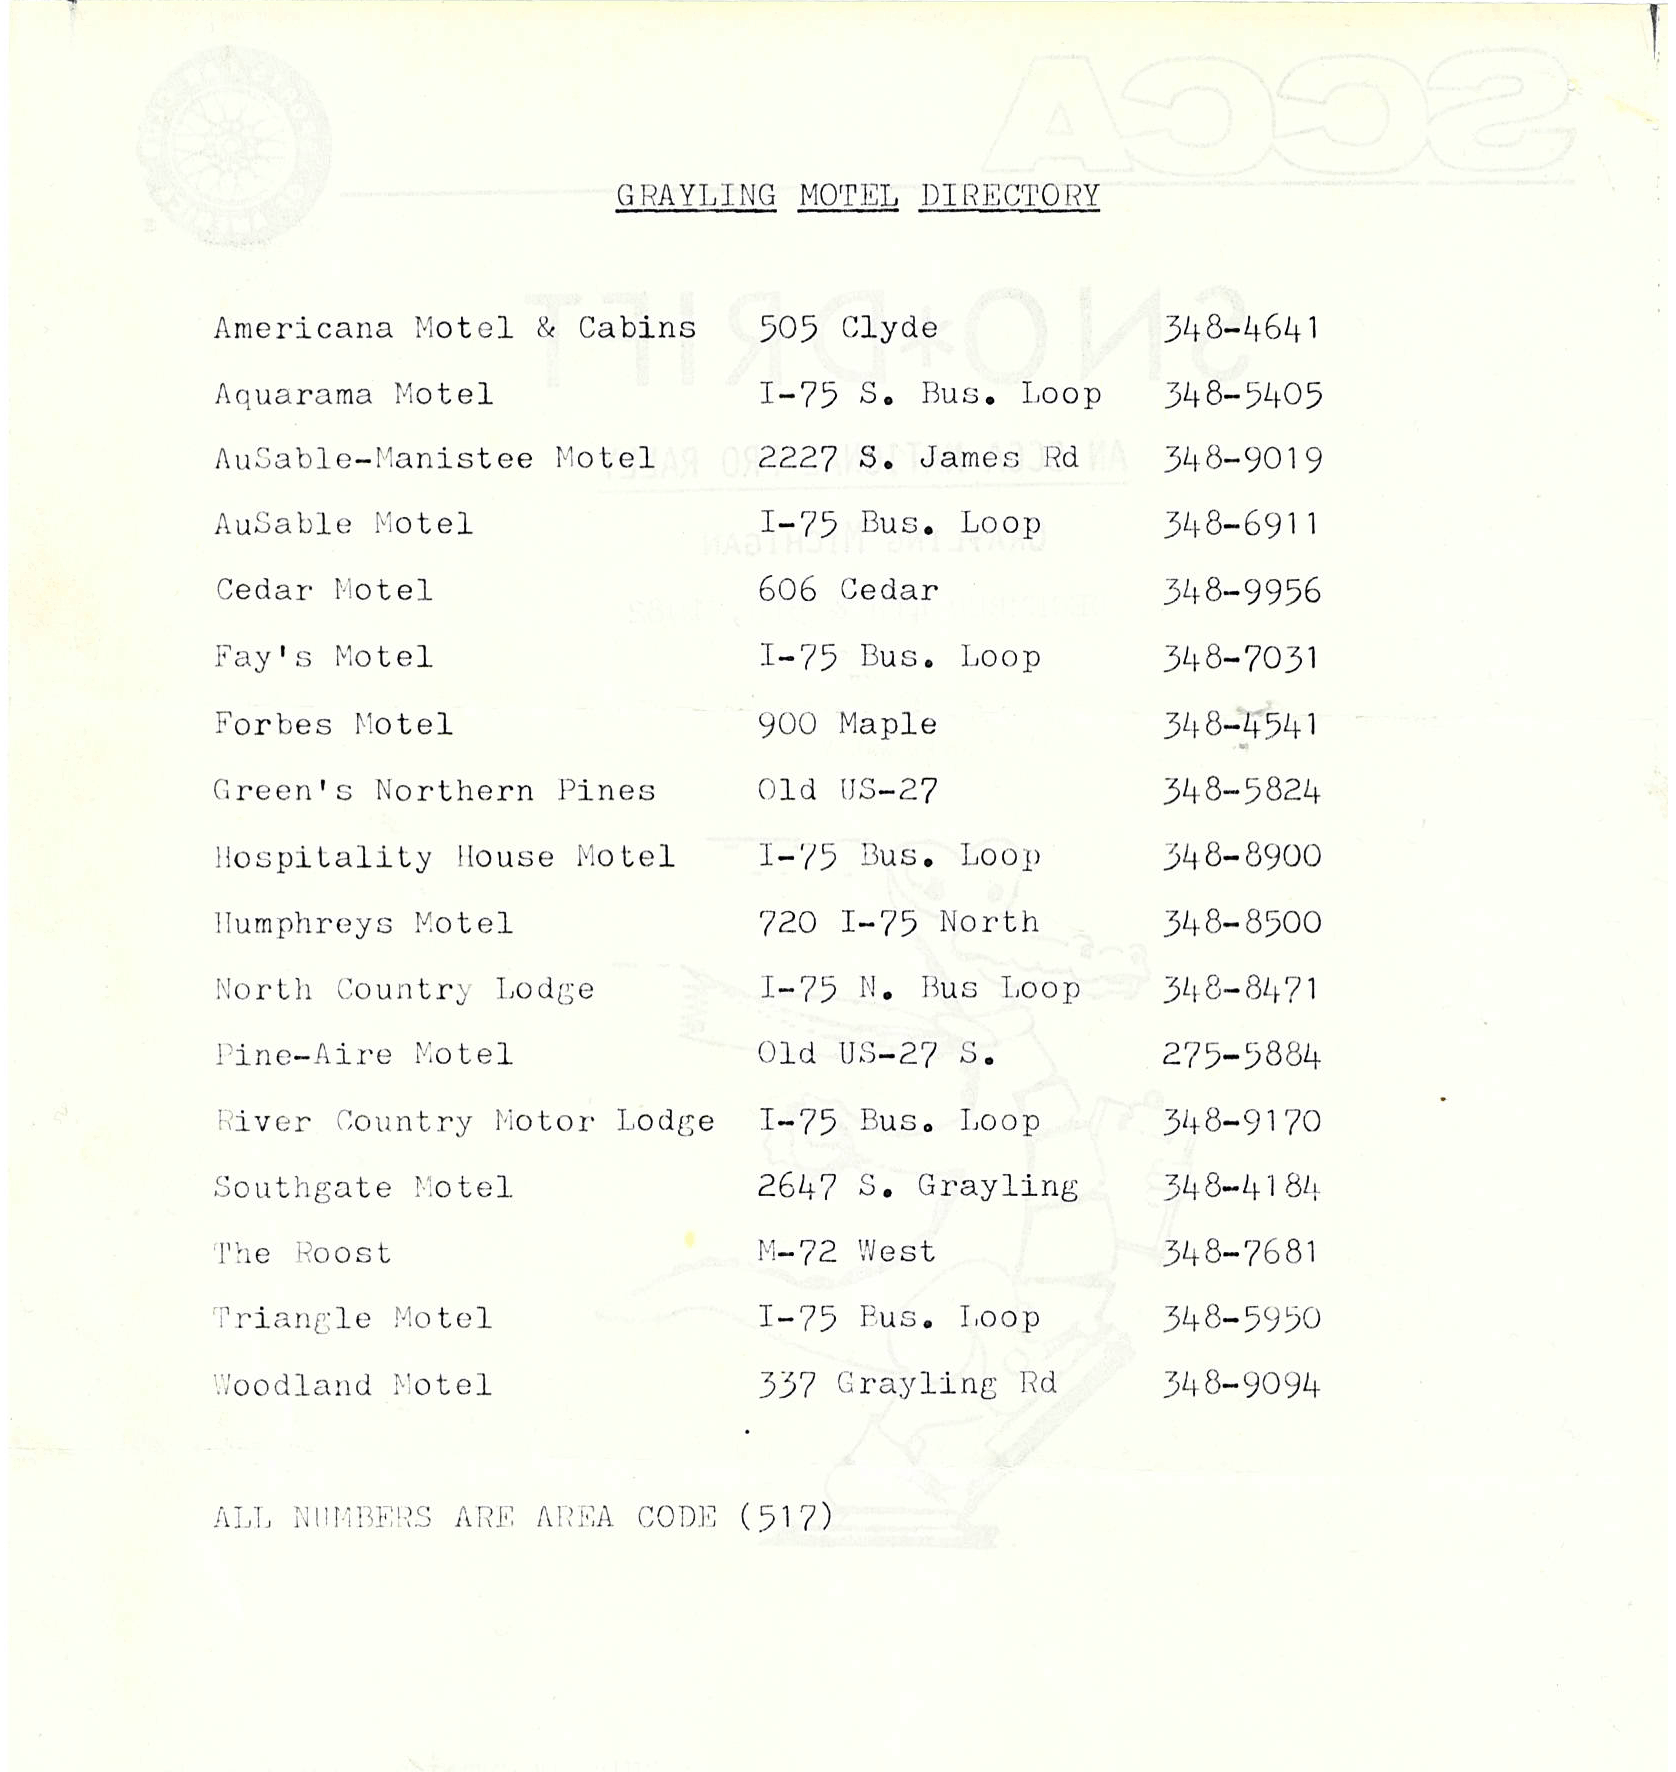 GRAYLING MOTEL DIRECTORY
Americana Motel & Cabins 505 Clyde 348-4641
Aquarama Motel I-75 S. Bus. Loop 348-5405
AuSable-Manistee Motel 2227 S. James Rd 348-9019
AuSable Motel I-75 Bus. Loop 348-6911
Cedar Motel 606 Cedar 348-9956
Fay's Motel I-75 Bus. Loop 348-7031
Forbes Motel 900 Maple 348-4541
Green's Northern Pines Old US-27 348-5824
Hospitality House Motel I-75 Bus. Loop 348-8900
Humphreys Motel 720 I-75 North 348-8500
North Country Lodge I-75 N. Bus Loop 348-8471
Pine-Aire Motel Old US-27 S. 275-5884
River Country Motor Lodge I-75 Bus. Loop 348-9170
Southgate Motel 2647 S. Grayling 348-4184
The Roost M-72 West 348-7681
Triangle Motel I-75 Bus. Loop 348-5950
Woodland Motel 337 Grayling Rd 348-9094
ALL NUMBERS ARE AREA CODE (517)